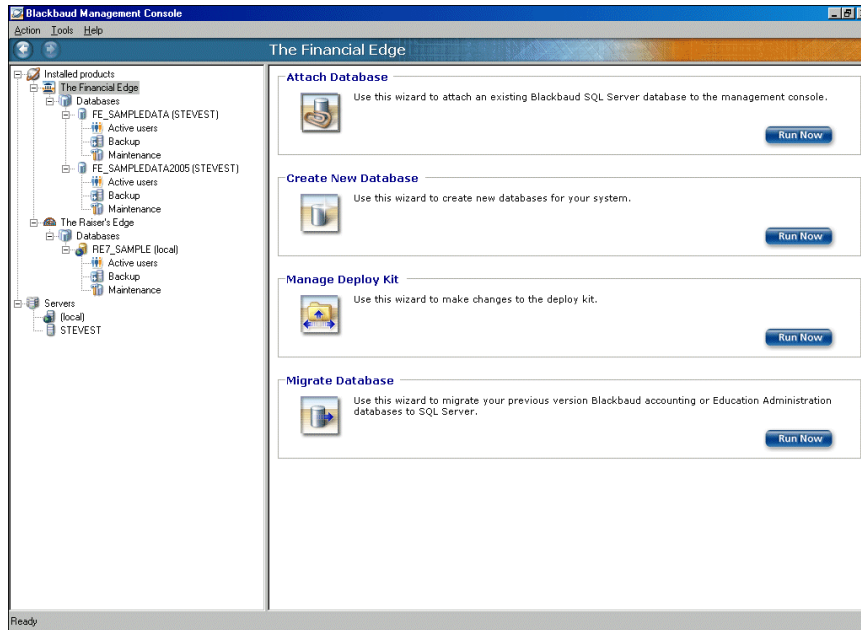 Blackbaud Management Console
Action Tools Help
The Financial Edge
Installed products
The Financial Edge
Databases
FE_SAMPLEDATA (STEVEST)
Active users
Backup
Maintenance
FE_SAMPLEDATA2005 (STEVEST)
Active users
Backup
Maintenance
The Raiser's Edge
Databases
RE7_SAMPLE (local)
Active users
Backup
Maintenance
Servers
(local)
STEVEST
Attach Database
Use this wizard to attach an existing Blackbaud SQL Server database to the management console.
Run Now
Create New Database
Use this wizard to create new databases for your system.
Run Now
Manage Deploy Kit
Use this wizard to make changes to the deploy kit.
Run Now
Migrate Database
Use this wizard to migrate your previous version Blackbaud accounting or Education Administration
databases to SQL Server.
Run Now
Ready